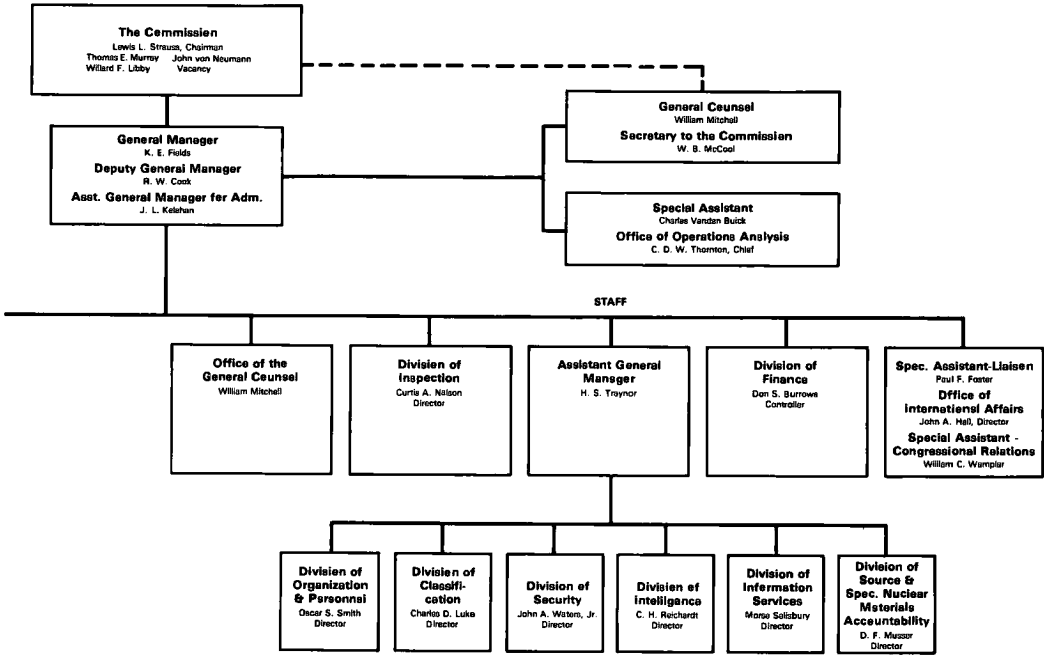 The Commission
Lewis L. Strauss, Chairman
Thomas E. Murray John von Neumann
Willard F. Libby Vacancy
General Manager
K. E. Fields
Deputy General Manager
R. W. Cook
Asst. General Manager for Adm.
J. L. Kelehan
General Counsel
William Mitchell
Secretary to the Commission
W. B. McCool
Special Assistant
Charles Vanden Bulck
Office of Operations Analysis
C. D. W. Thornton, Chief
STAFF
Office of the
General Counsel
William Mitchell
Division of
Inspection
Curtis A. Nelson
Director
Assistant General
Manager
H. S. Traynor
Division of
Finance
Don S. Burrows
Controller
Spec. Assistant-Liaison
Paul F. Foster
Office of
International Affairs
John A. Hall, Director
Special Assistant -
Congressional Relations
William C. Wampler
Division of
Organization
& Personnel
Oscar S. Smith
Director
Division of
Classifi-
cation
Charles D. Luke
Director
Division of
Security
John A. Waters, Jr.
Director
Division of
Intelligence
C. H. Reichardt
Director
Division of
Information
Services
Morse Salisbury
Director
Division of
Source &
Spec. Nuclear
Materials
Accountability
D. F. Musser
Director